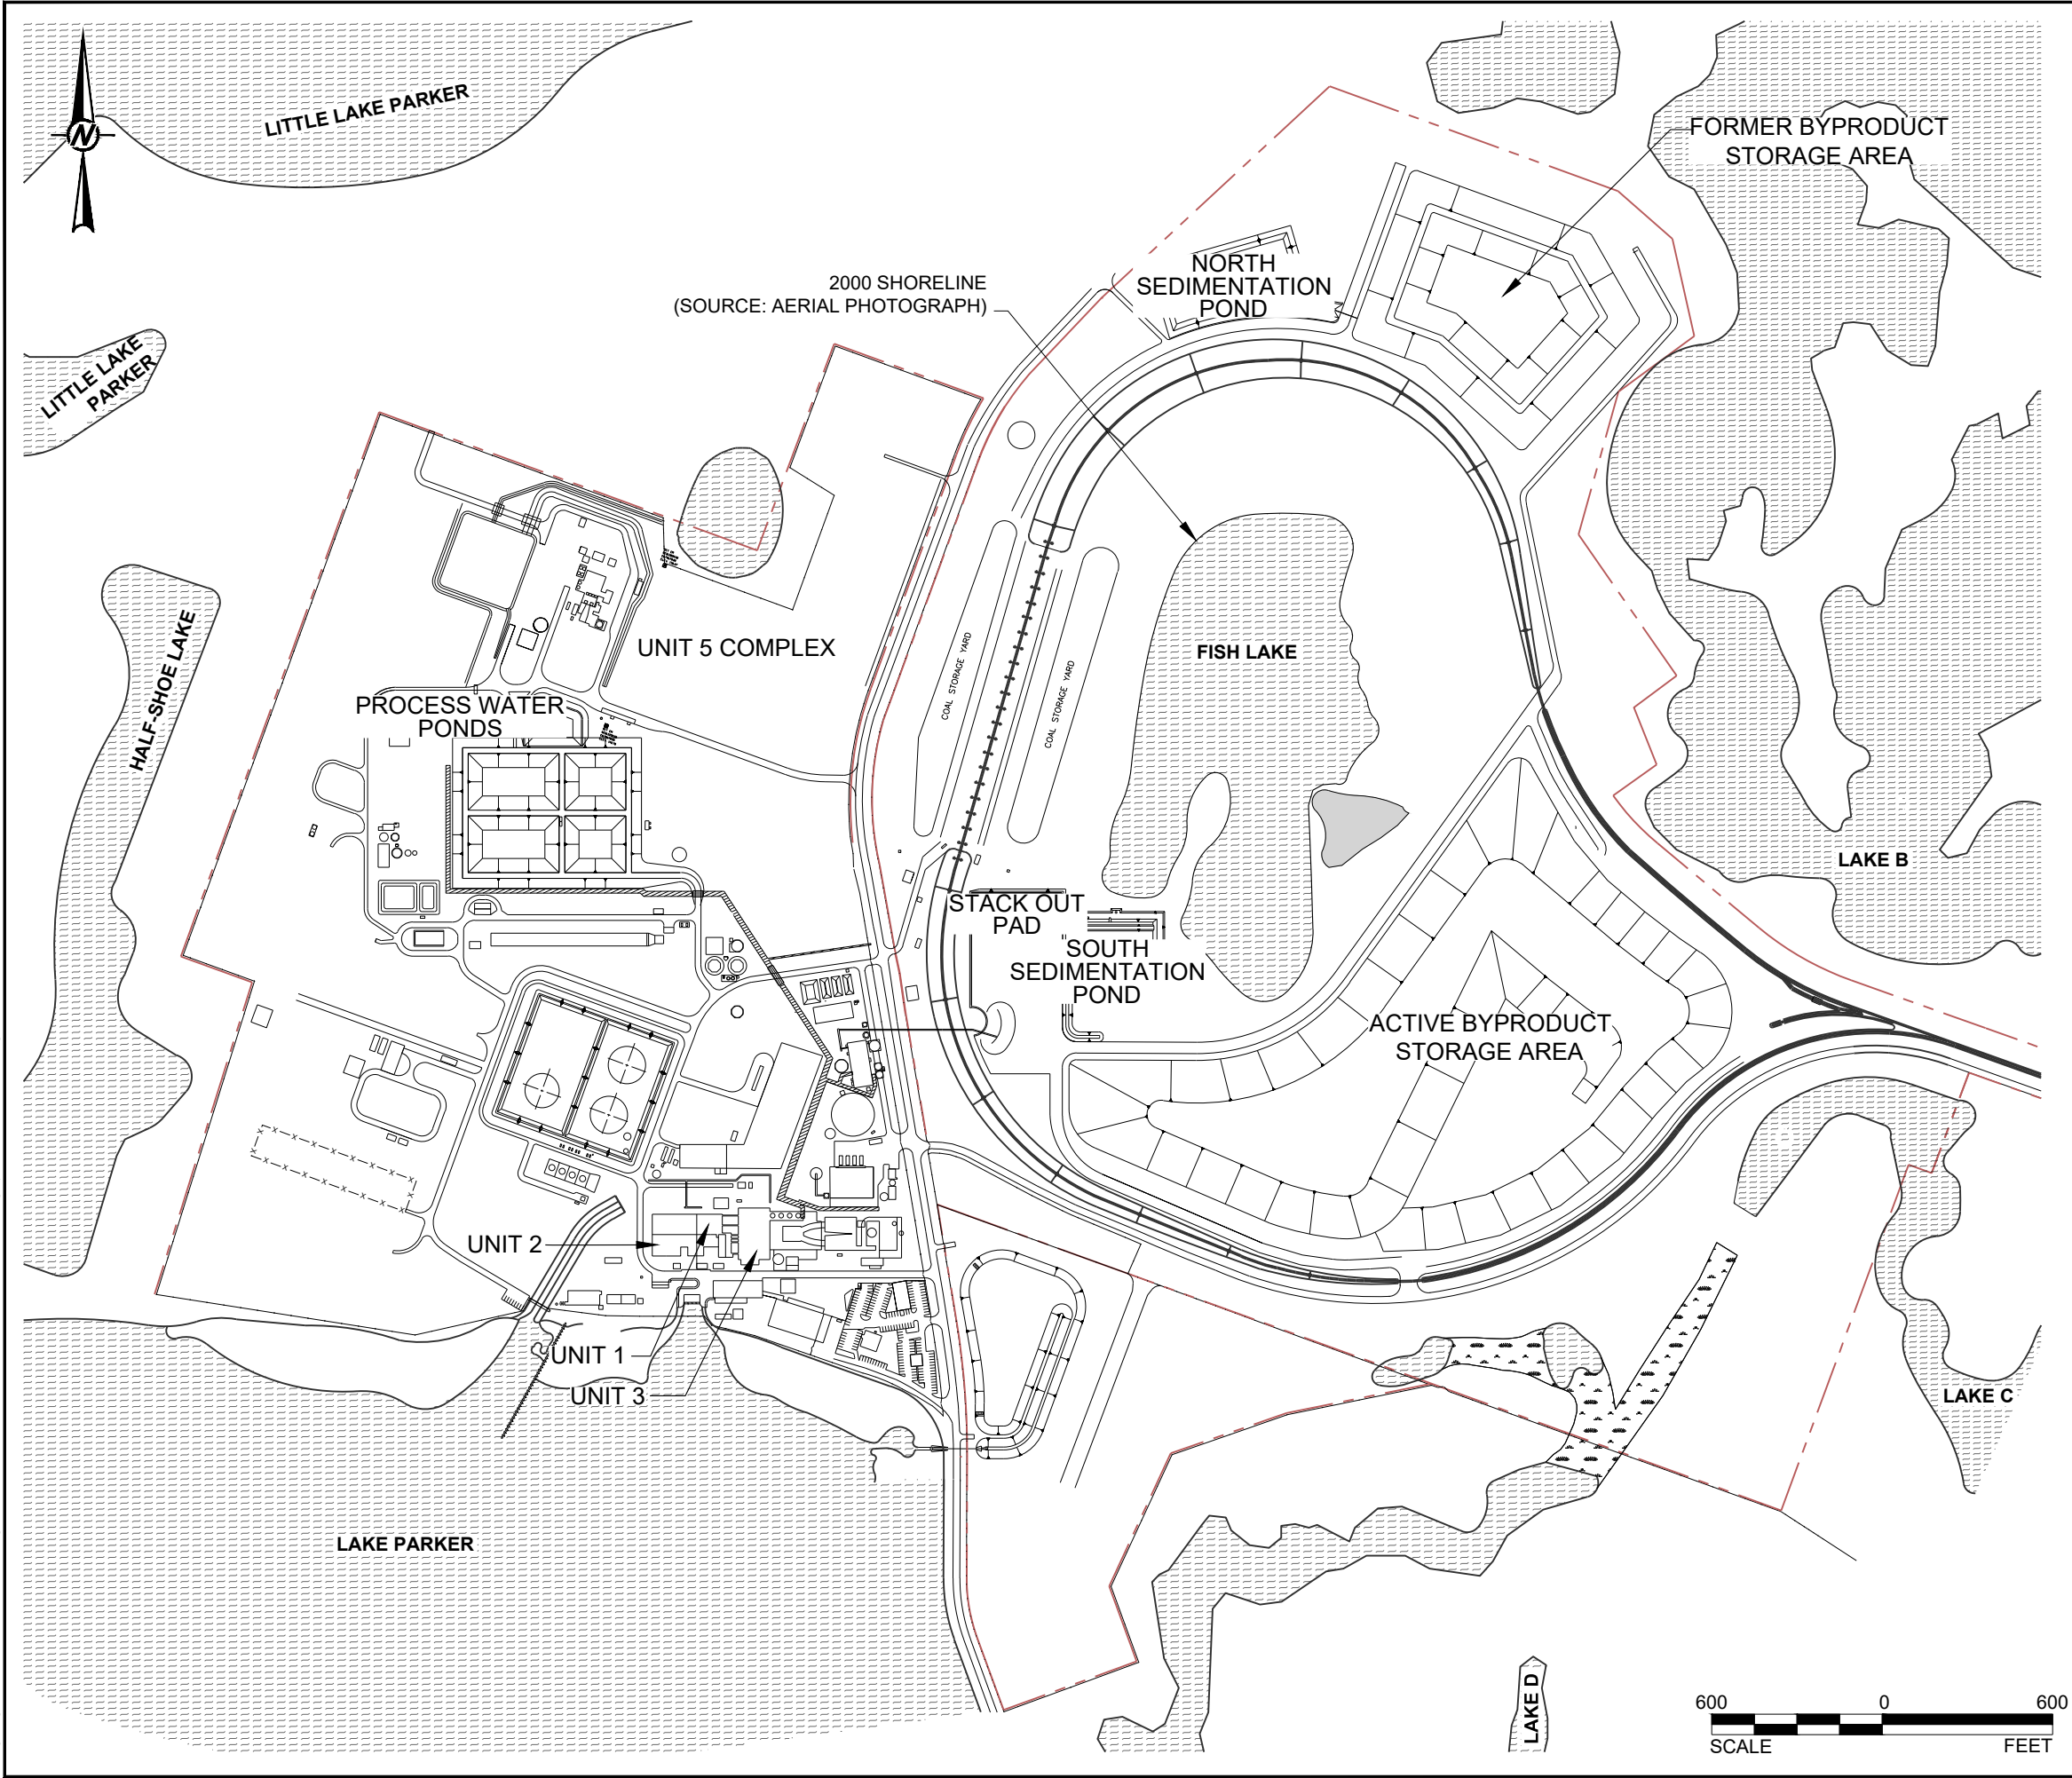 LITTLE LAKE PARKER
N
FORMER BYPRODUCT
STORAGE AREA
NORTH
SEDIMENTATION
POND
2000 SHORELINE
(SOURCE: AERIAL PHOTOGRAPH)
LITTLE LAKE
PARKER
HALF-SHOE LAKE
UNIT 5 COMPLEX
COAL STORAGE YARD
COAL STORAGE YARD
FISH LAKE
PROCESS WATER
PONDS
LAKE B
STACK OUT
PAD
SOUTH
SEDIMENTATION
POND
ACTIVE BYPRODUCT
STORAGE AREA
UNIT 2
UNIT 1
UNIT 3
LAKE C
LAKE PARKER
LAKE D
600 0 600
SCALE FEET